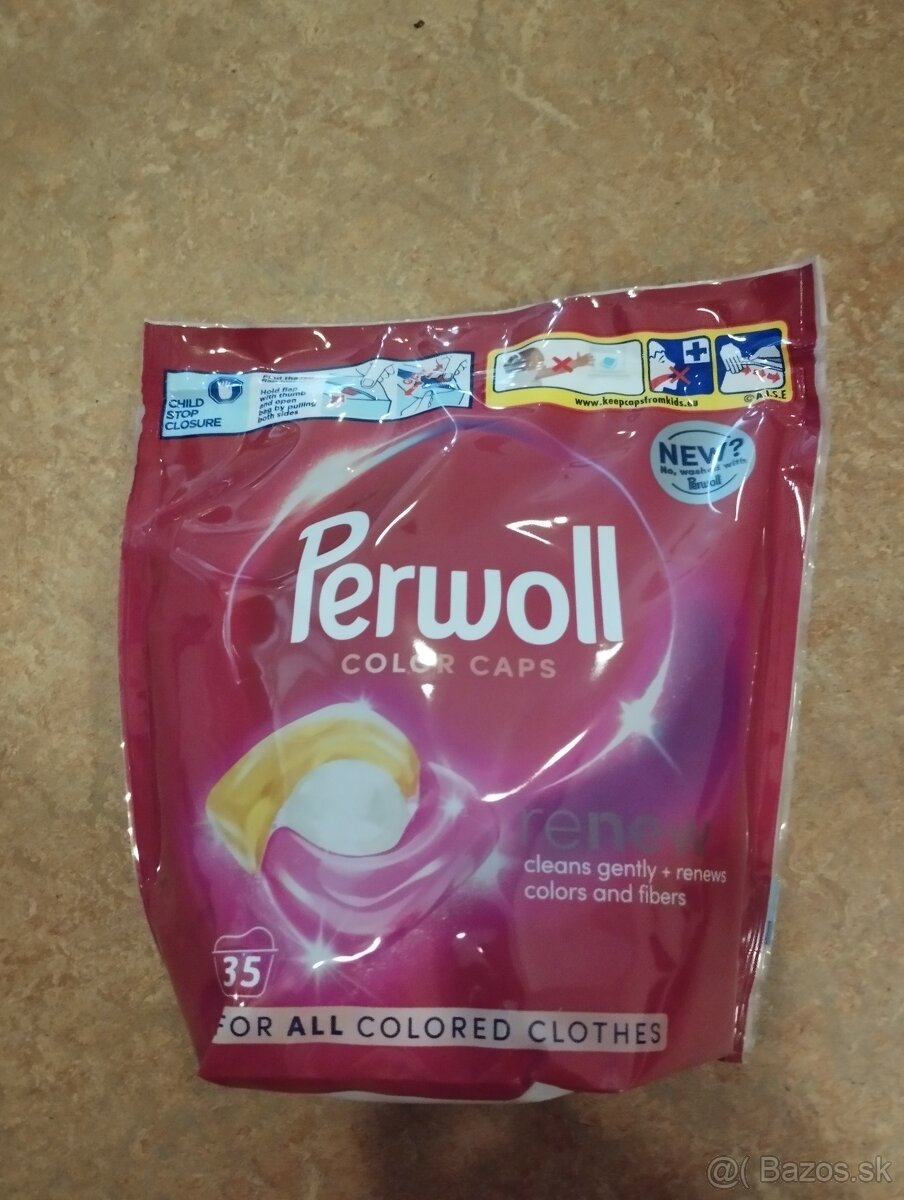 CHILD
STOP
CLOSURE
Hold flap
with thumb
and open
bag by pulling
both sides
www.keepcapsfromkids.eu
© A.I.S.E
NEW?
No, washed with
Perwoll
Perwoll
COLOR CAPS
renew
cleans gently + renews
colors and fibers
35
FOR ALL COLORED CLOTHES
@( Bazos.sk